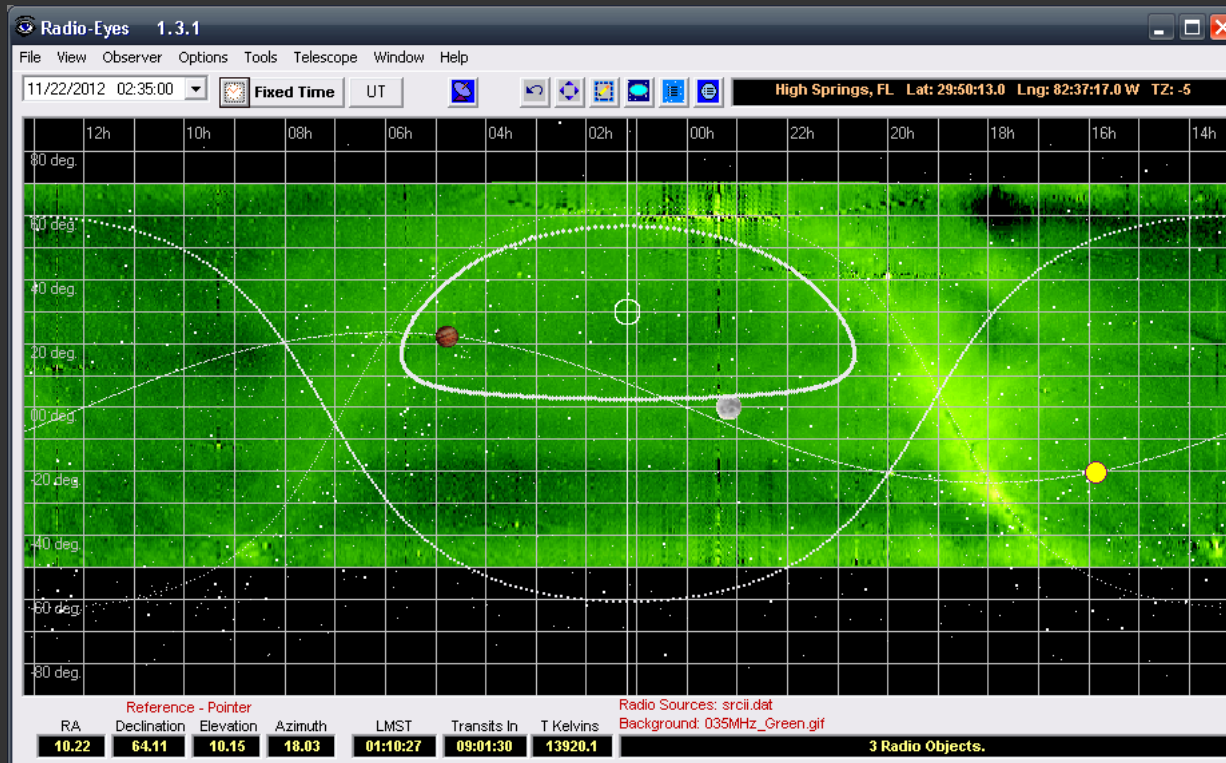 Radio-Eyes 1.3.1
File View Observer Options Tools Telescope Window Help
11/22/2012 02:35:00 Fixed Time UT High Springs, FL Lat: 29:50:13.0 Lng: 82:37:17.0 W TZ: -5
12h 10h 08h 06h 04h 02h 00h 22h 20h 18h 16h 14h
80 deg.
60 deg.
40 deg.
20 deg.
00 deg.
-20 deg.
-40 deg.
-60 deg.
-80 deg.
Reference - Pointer
RA Declination Elevation Azimuth LMST Transits In T Kelvins
10.22 64.11 10.15 18.03 01:10:27 09:01:30 13920.1
Radio Sources: srcii.dat
Background: 035MHz_Green.gif
3 Radio Objects.